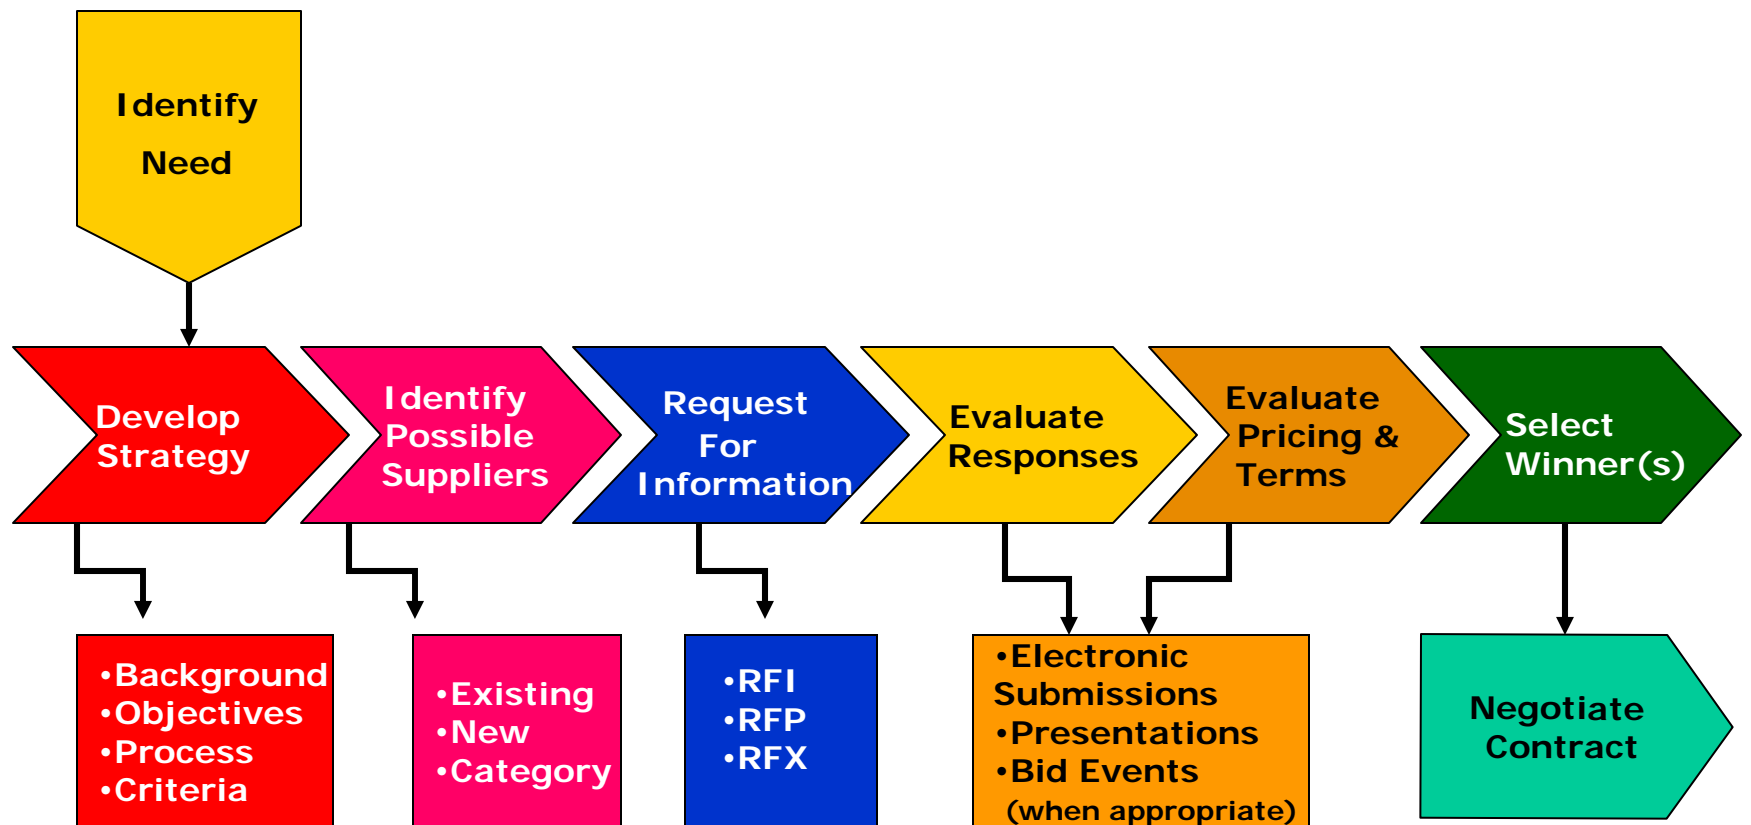 Identify
Need
Develop
Strategy
Identify
Possible
Suppliers
Request
For
Information
Evaluate
Responses
Evaluate
Pricing &
Terms
Select
Winner(s)
•Background
•Objectives
•Process
•Criteria
•Existing
•New
•Category
•RFI
•RFP
•RFX
•Electronic
Submissions
•Presentations
•Bid Events
(when appropriate)
Negotiate
Contract